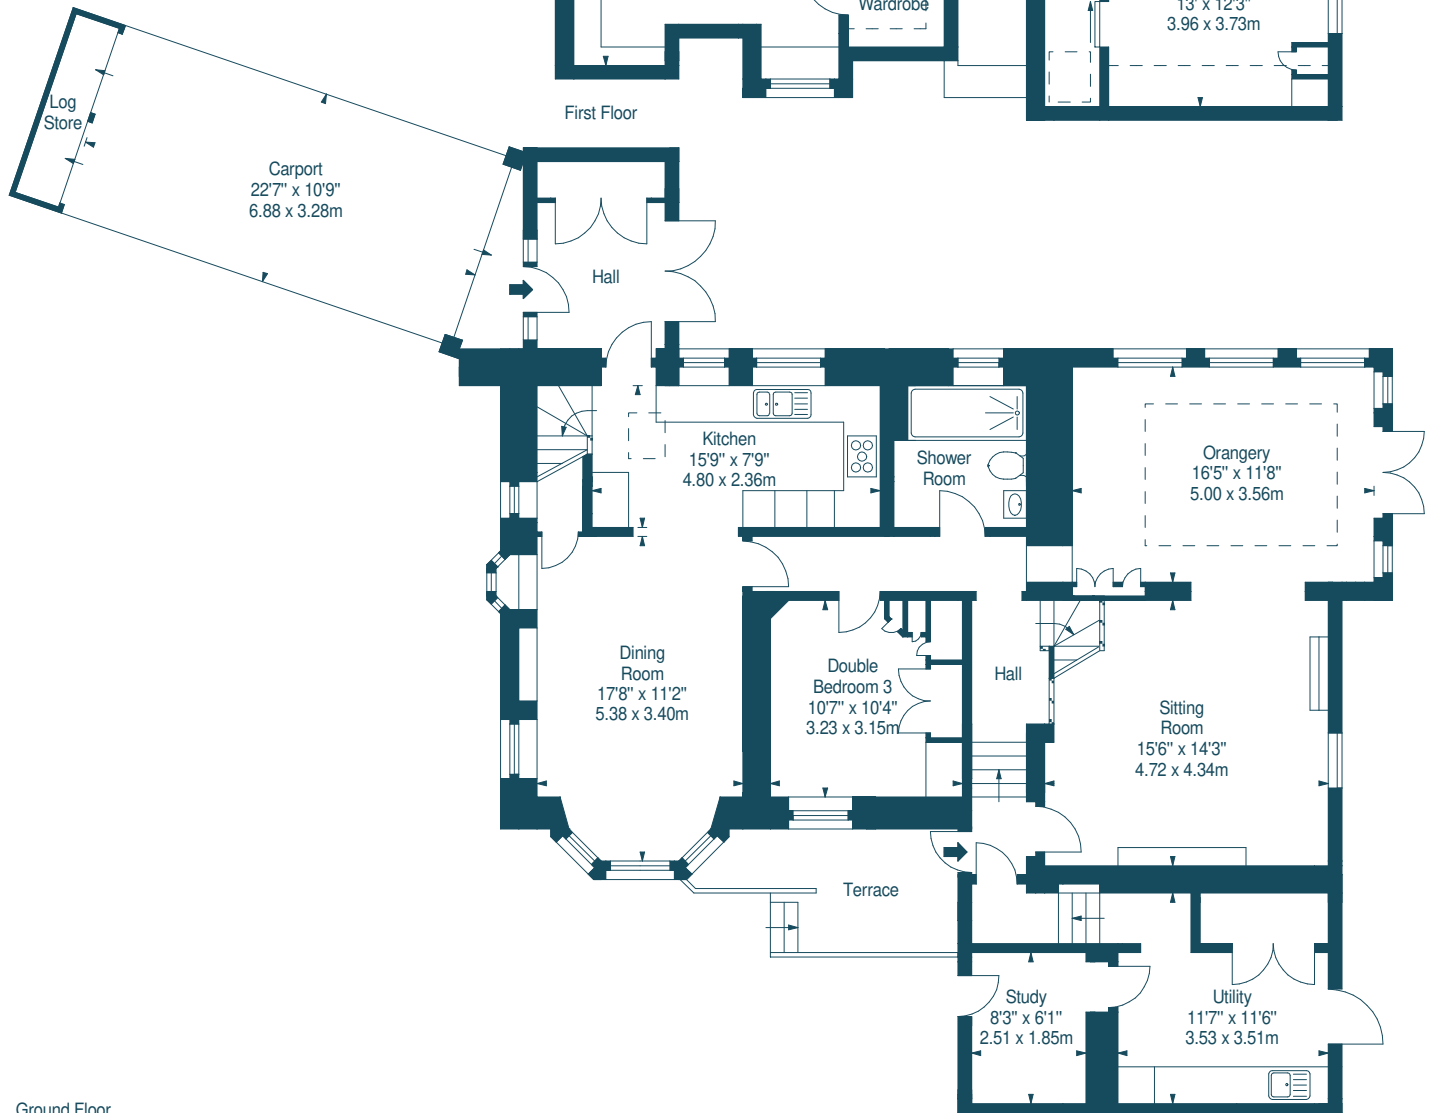 Wardrobe
13' x 12'3"
3.96 x 3.73m
First Floor
Log
Store
Carport
22'7" x 10'9"
6.88 x 3.28m
Hall
Kitchen
15'9" x 7'9"
4.80 x 2.36m
Shower
Room
Orangery
16'5" x 11'8"
5.00 x 3.56m
Dining
Room
17'8" x 11'2"
5.38 x 3.40m
Double
Bedroom 3
10'7" x 10'4"
3.23 x 3.15m
Hall
Sitting
Room
15'6" x 14'3"
4.72 x 4.34m
Terrace
Study
8'3" x 6'1"
2.51 x 1.85m
Utility
11'7" x 11'6"
3.53 x 3.51m
Ground Floor